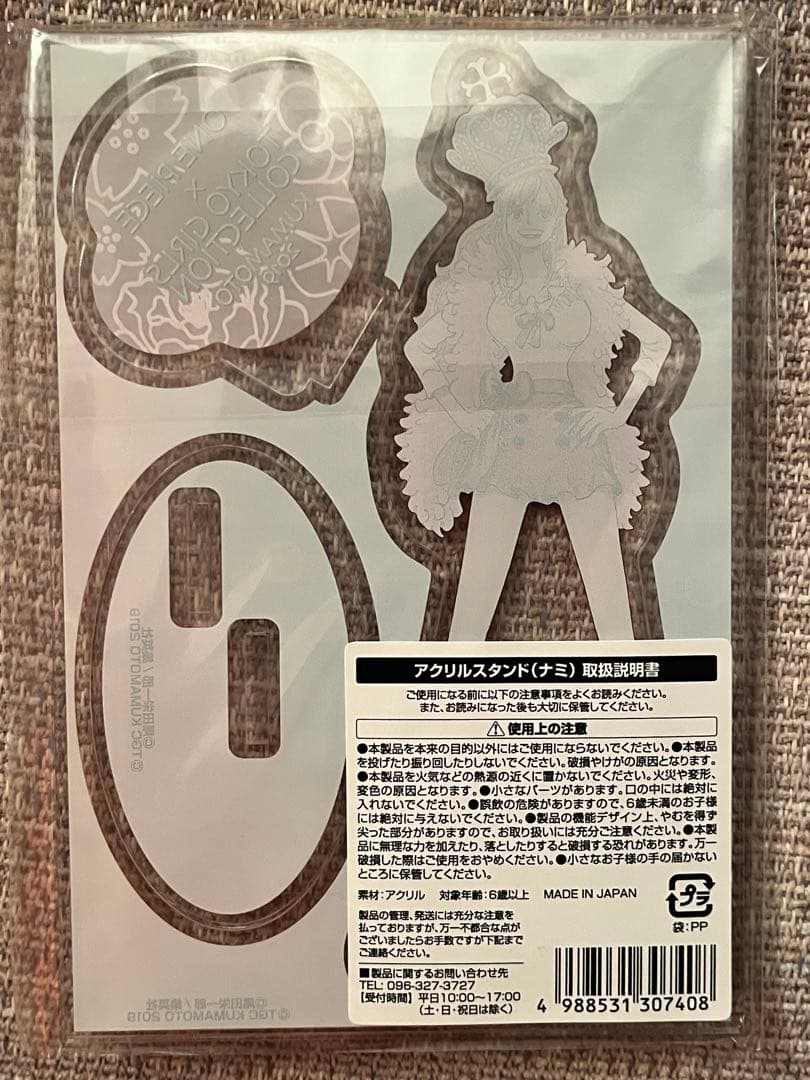 ONE PIECE
×
TOKYO GIRLS
COLLECTION
KUMAMOTO
2019
©尾田栄一郎 / 集英社
©TGC KUMAMOTO 2019
アクリルスタンド(ナミ) 取扱説明書
ご使用になる前に以下の注意事項をよくお読みください。
また、お読みになった後も大切に保管してください。
⚠使用上の注意
●本製品を本来の目的以外にはご使用にならないでください。●本製品
を投げたり振り回したりしないでください。破損やけがの原因となります。
●本製品を火気などの熱源の近くに置かないでください。火災や変形、
変色の原因となります。●小さなパーツがあります。口の中には絶対に
入れないでください。●誤飲の危険がありますので、6歳未満のお子様
には絶対に与えないでください。●製品の機能デザイン上、やむを得ず
尖った部分がありますので、お取り扱いには充分ご注意ください。●本製
品に無理な力を加えたり、落としたりすると破損する恐れがあります。万一
破損した際はご使用をおやめください。●小さなお子様の手の届かない
ところに保管してください。
素材:アクリル 対象年齢:6歳以上 MADE IN JAPAN
製品の管理、発送には充分な注意を
払っておりますが、万一不都合な点が
ございましたらお手数ですが下記まで
ご連絡ください。
プラ
袋:PP
■製品に関するお問い合わせ先
TEL: 096-327-3727
【受付時間】平日10:00〜17:00
(土・日・祝日は除く)
4 988531 307408
©尾田栄一郎 / 集英社
©TGC KUMAMOTO 2019